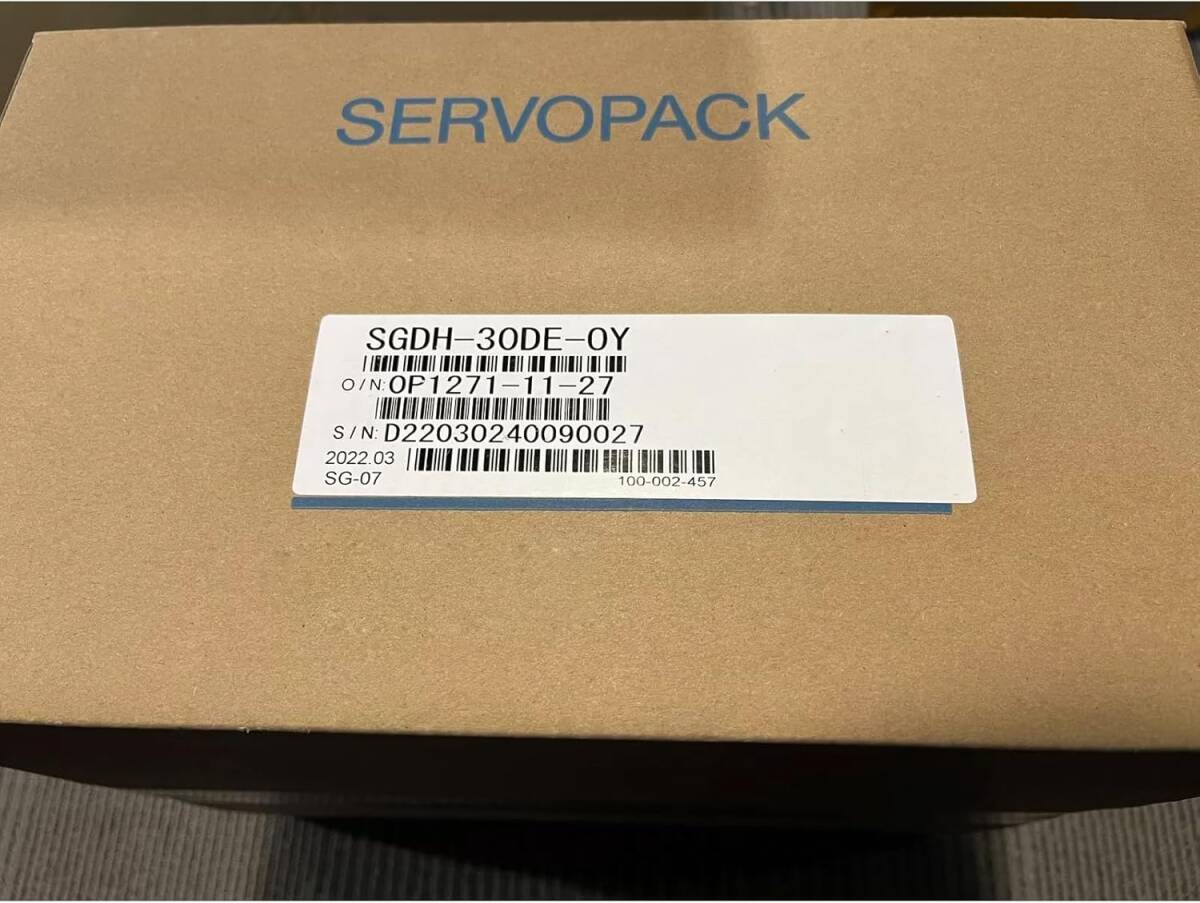 SERVOPACK
SGDH-30DE-0Y
O/N:0P1271-11-27
S/N:D22030240090027
2022.03
SG-07
100-002-457